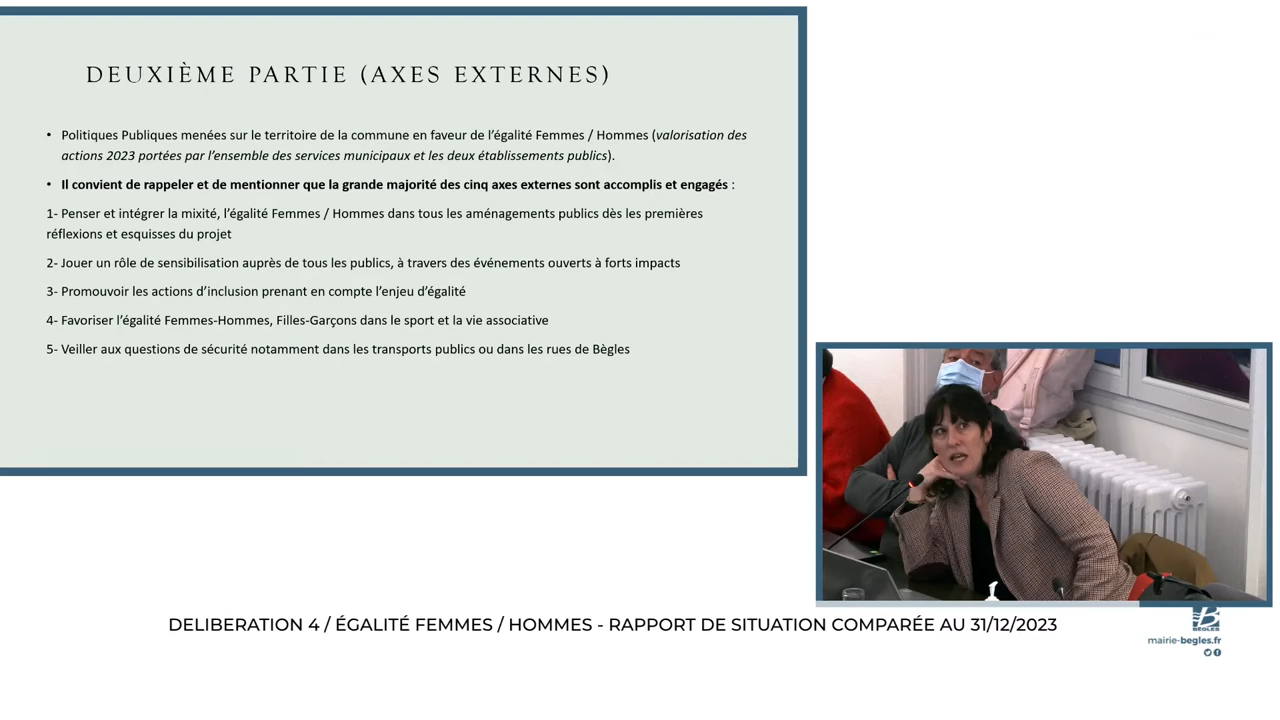 DEUXIÈME PARTIE (AXES EXTERNES)
• Politiques Publiques menées sur le territoire de la commune en faveur de l'égalité Femmes / Hommes (valorisation des
actions 2023 portées par l'ensemble des services municipaux et les deux établissements publics).
• Il convient de rappeler et de mentionner que la grande majorité des cinq axes externes sont accomplis et engagés :
1- Penser et intégrer la mixité, l'égalité Femmes / Hommes dans tous les aménagements publics dès les premières
réflexions et esquisses du projet
2- Jouer un rôle de sensibilisation auprès de tous les publics, à travers des événements ouverts à forts impacts
3- Promouvoir les actions d'inclusion prenant en compte l'enjeu d'égalité
4- Favoriser l'égalité Femmes-Hommes, Filles-Garçons dans le sport et la vie associative
5- Veiller aux questions de sécurité notamment dans les transports publics ou dans les rues de Bègles
DELIBERATION 4 / ÉGALITÉ FEMMES / HOMMES - RAPPORT DE SITUATION COMPARÉE AU 31/12/2023
BÈGLES
mairie-begles.fr